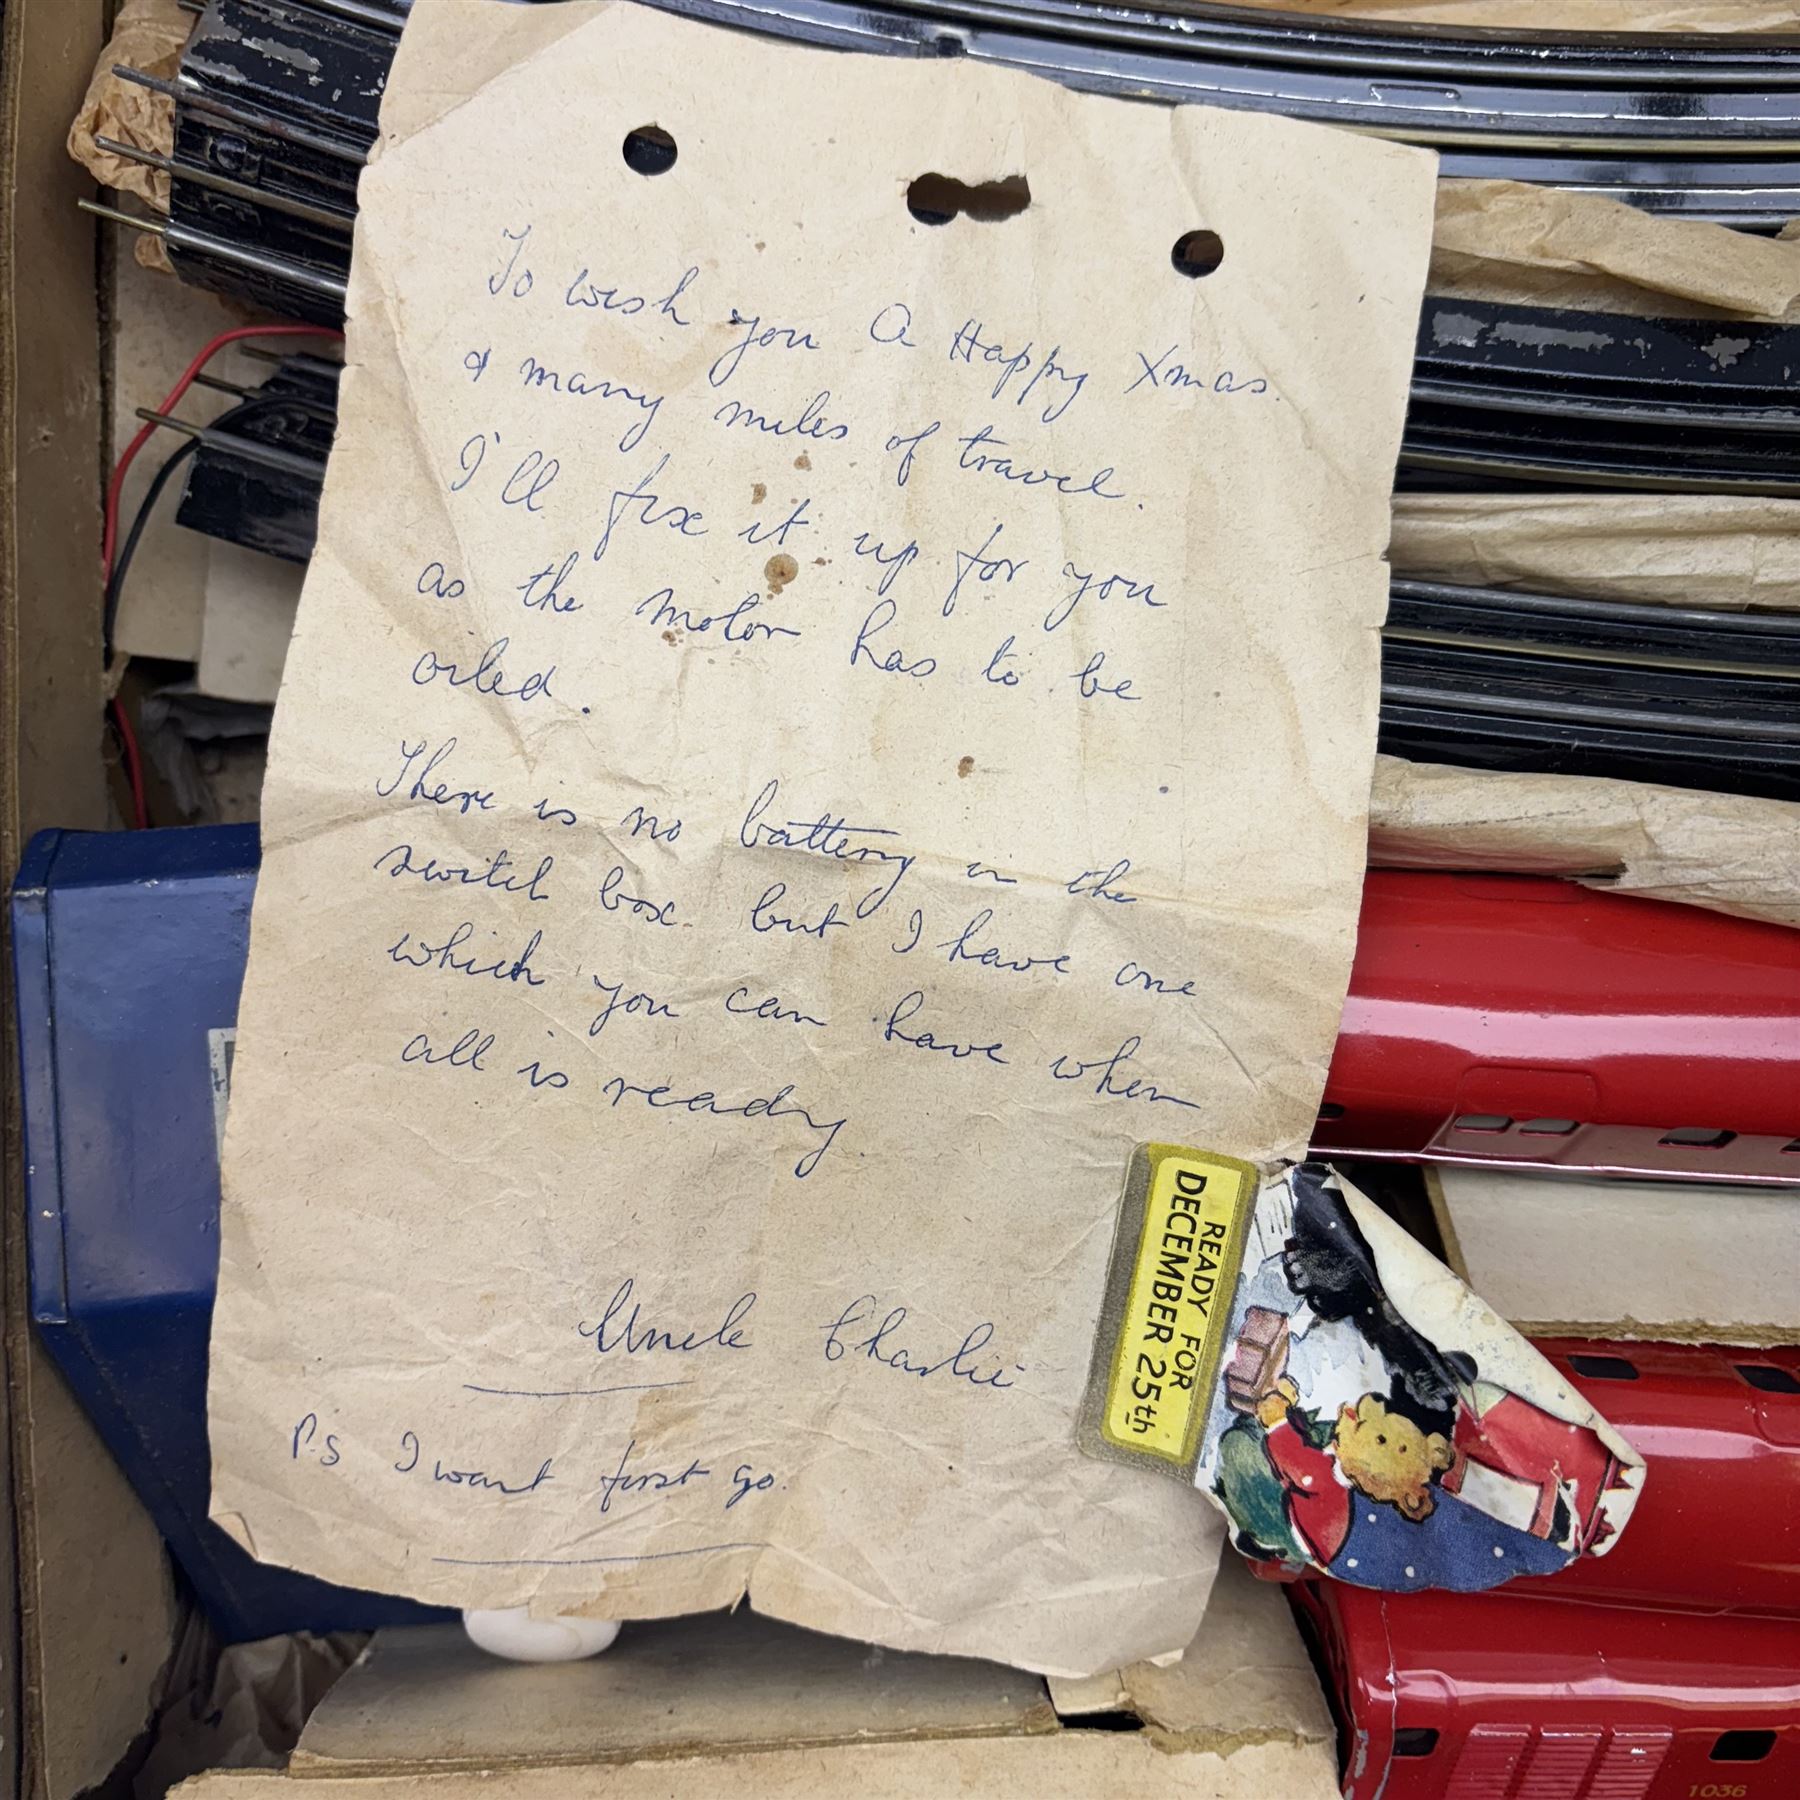 To wish you A Happy Xmas.
& many miles of travel.
I'll fix it up for you
as the motor has to be
oiled.
There is no battery in the
switch box. but I have one
which you can have when
all is ready.
Uncle Charlie
P.S I want first go.
READY FOR
DECEMBER 25th
1036